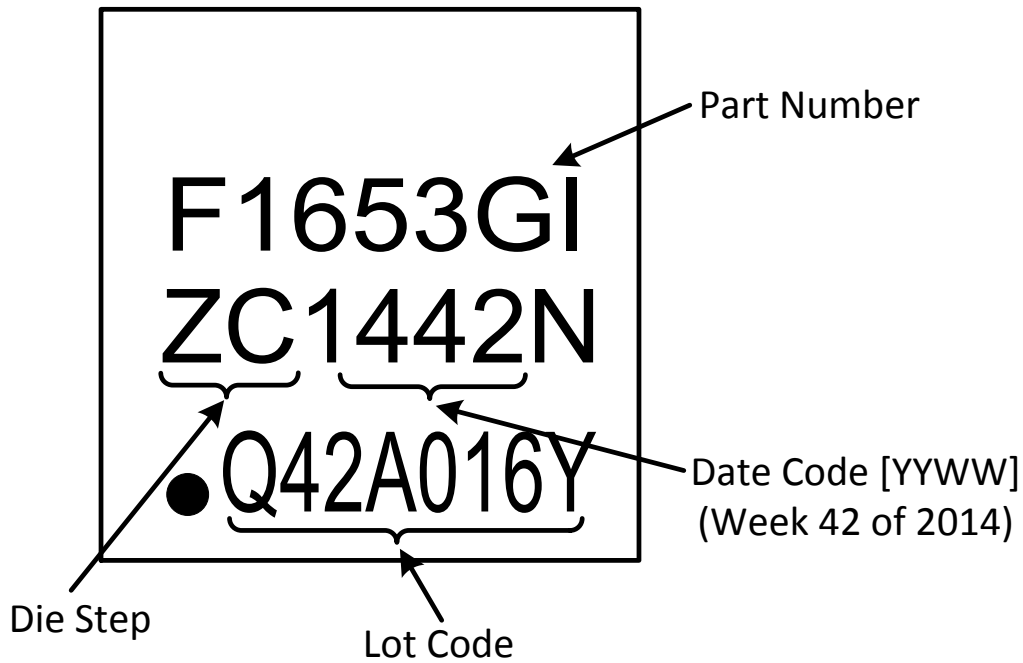 Part Number
F1653GI
ZC1442N
Q42A016Y
Date Code [YYWW]
(Week 42 of 2014)
Die Step
Lot Code